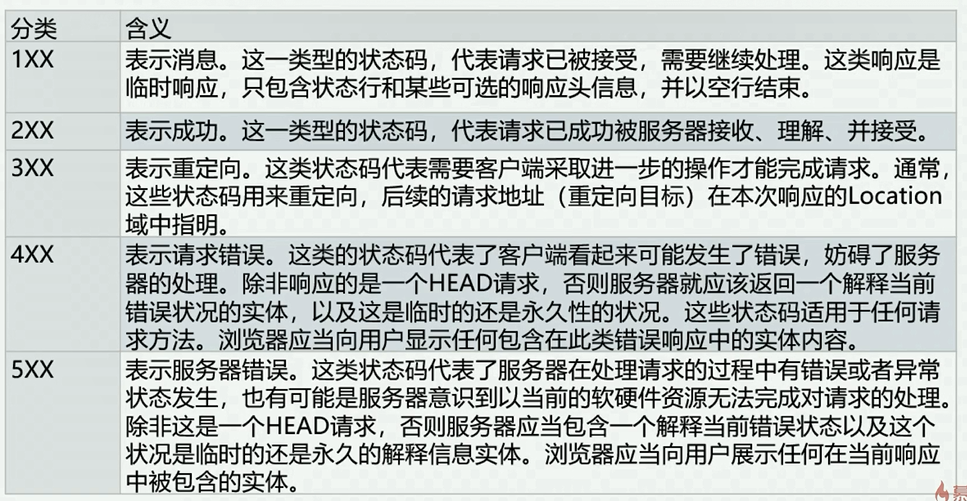 分类 含义
1XX 表示消息。这一类型的状态码，代表请求已被接受，需要继续处理。这类响应是
临时响应，只包含状态行和某些可选的响应头信息，并以空行结束。
2XX 表示成功。这一类型的状态码，代表请求已成功被服务器接收、理解、并接受。
3XX 表示重定向。这类状态码代表需要客户端采取进一步的操作才能完成请求。通常，
这些状态码用来重定向，后续的请求地址（重定向目标）在本次响应的Location
域中指明。
4XX 表示请求错误。这类的状态码代表了客户端看起来可能发生了错误，妨碍了服务
器的处理。除非响应的是一个HEAD请求，否则服务器就应该返回一个解释当前
错误状况的实体，以及这是临时的还是永久性的状况。这些状态码适用于任何请
求方法。浏览器应当向用户显示任何包含在此类错误响应中的实体内容。
5XX 表示服务器错误。这类状态码代表了服务器在处理请求的过程中有错误或者异常
状态发生，也有可能是服务器意识到以当前的软硬件资源无法完成对请求的处理。
除非这是一个HEAD请求，否则服务器应当包含一个解释当前错误状态以及这个
状况是临时的还是永久的解释信息实体。浏览器应当向用户展示任何在当前响应
中被包含的实体。